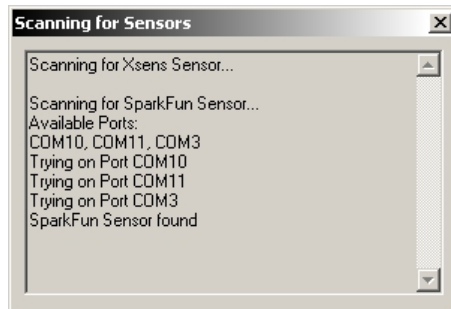 Scanning for Sensors
Scanning for Xsens Sensor...
Scanning for SparkFun Sensor...
Available Ports:
COM10, COM11, COM3
Trying on Port COM10
Trying on Port COM11
Trying on Port COM3
SparkFun Sensor found